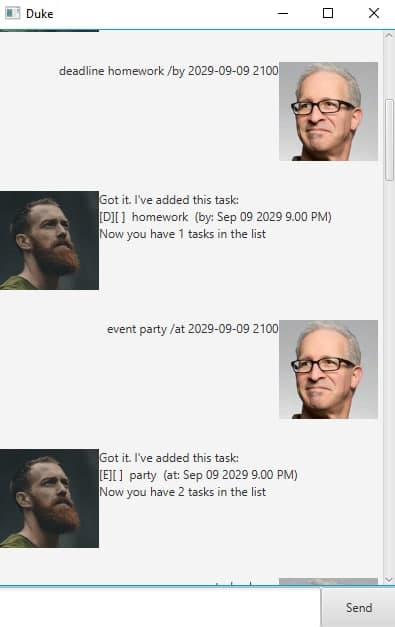 Duke
deadline homework /by 2029-09-09 2100
Got it. I've added this task:
[D][ ]  homework  (by: Sep 09 2029 9.00 PM)
Now you have 1 tasks in the list
event party /at 2029-09-09 2100
Got it. I've added this task:
[E][ ]  party  (at: Sep 09 2029 9.00 PM)
Now you have 2 tasks in the list
Send